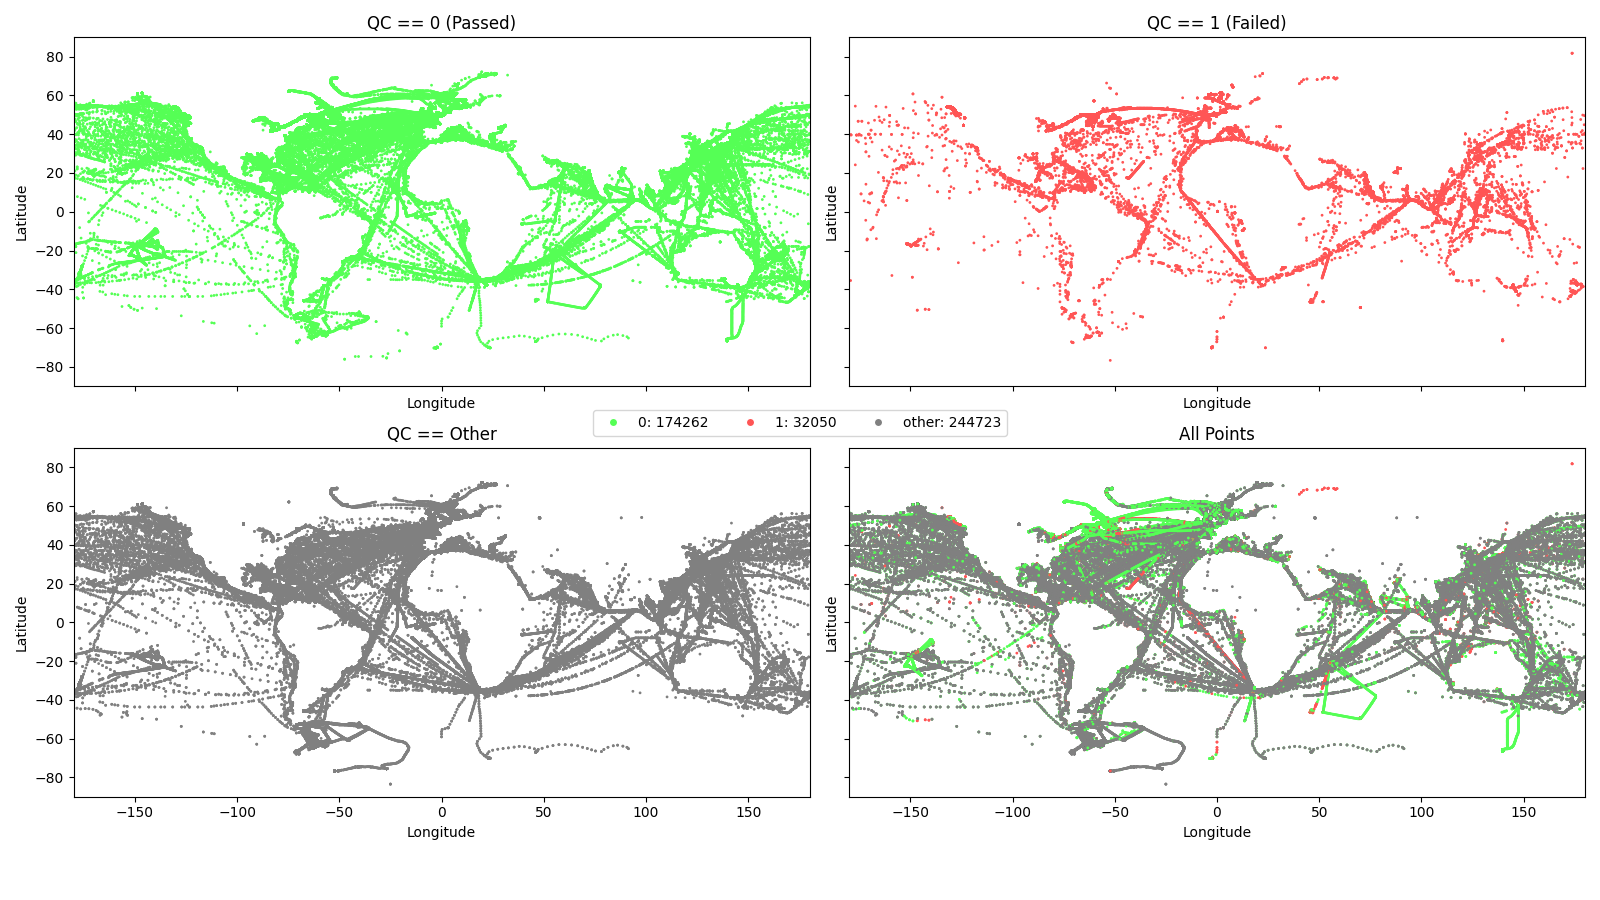 QC == 0 (Passed)
QC == 1 (Failed)
Latitude
80
60
40
20
0
−20
−40
−60
−80
Longitude
Latitude
Longitude
0: 174262
1: 32050
other: 244723
QC == Other
All Points
Latitude
80
60
40
20
0
−20
−40
−60
−80
−150
−100
−50
0
50
100
150
Longitude
Latitude
−150
−100
−50
0
50
100
150
Longitude